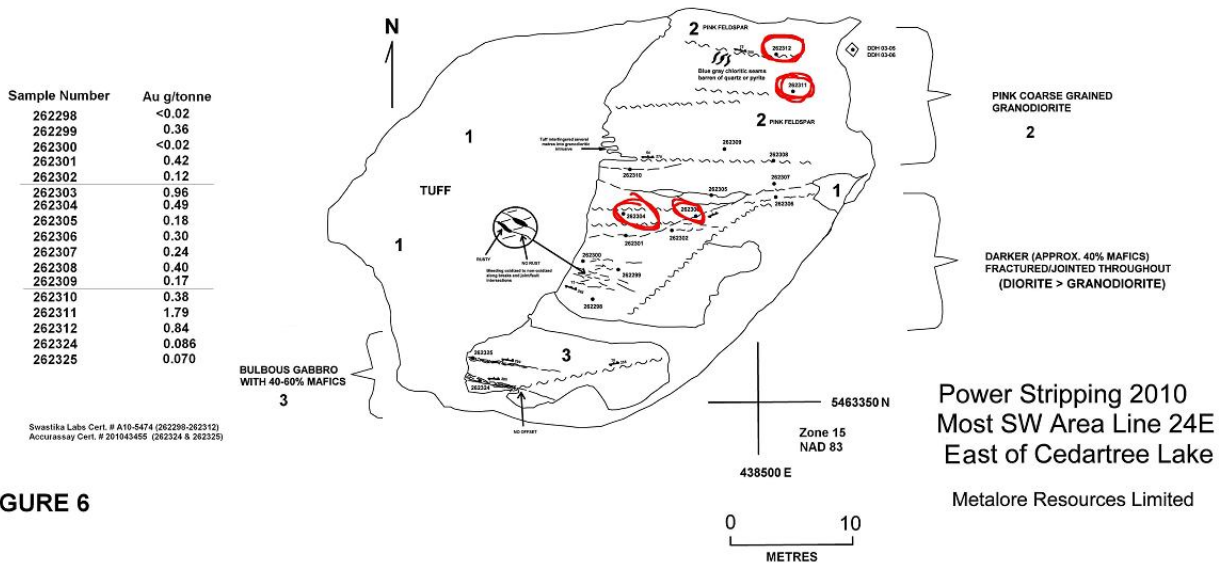 N
Sample Number Au g/tonne
262298 <0.02
262299 0.36
262300 <0.02
262301 0.42
262302 0.12
262303 0.96
262304 0.49
262305 0.18
262306 0.30
262307 0.24
262308 0.40
262309 0.17
262310 0.38
262311 1.79
262312 0.84
262324 0.086
262325 0.070
Swastika Labs Cert. # A10-5474 (262298-262312)
Accurassay Cert. # 201043455 (262324 & 262325)
GURE 6
2 PINK FELDSPAR
262312
Blue gray chloritic seams
barren of quartz or pyrite
262311
DDH 03-05
DDH 03-06
PINK COARSE GRAINED
GRANODIORITE
2
2 PINK FELDSPAR
1
Tuff interfingered several
metres into granodioritic
intrusive.
262309
262308
262310
262307
262305
262306
1
TUFF
1
262304
262302
262301
RUSTY
NO RUST
262300
262299
262298
DARKER (APPROX. 40% MAFICS)
FRACTURED/JOINTED THROUGHOUT
(DIORITE > GRANODIORITE)
BULBOUS GABBRO
WITH 40-60% MAFICS
3
262325
3
262324
NO OFFSET
5463350 N
Zone 15
NAD 83
438500 E
0 10
METRES
Power Stripping 2010
Most SW Area Line 24E
East of Cedartree Lake
Metalore Resources Limited